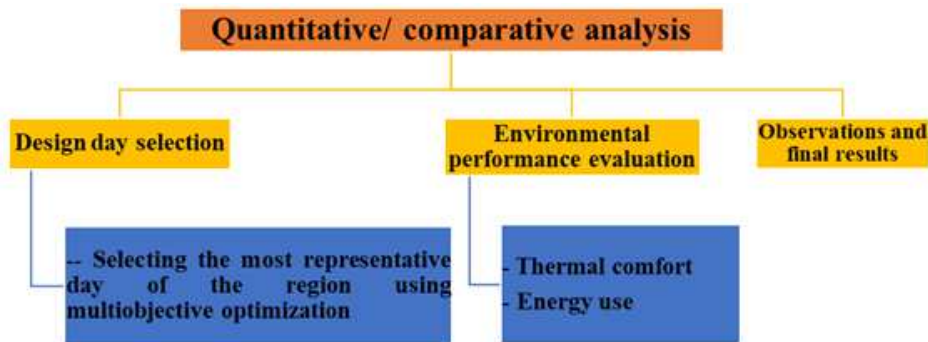 Quantitative/ comparative analysis
Design day selection
Environmental
performance evaluation
Observations and
final results
-- Selecting the most representative
day of the region using
multiobjective optimization
- Thermal comfort
- Energy use